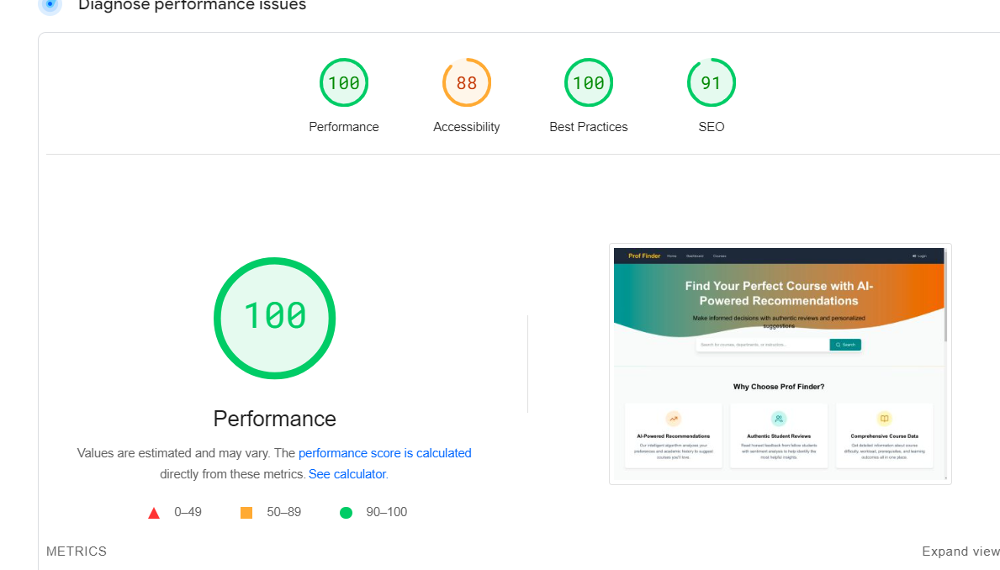 Diagnose performance issues
100
88
100
91
Performance
Accessibility
Best Practices
SEO
100
Performance
Values are estimated and may vary. The performance score is calculated
directly from these metrics. See calculator.
0–49
50–89
90–100
METRICS
Expand view
Prof Finder
Home
Dashboard
Courses
Login
Find Your Perfect Course with AI-
Powered Recommendations
Make informed decisions with authentic reviews and personalized
suggestions
Search for courses, departments, or instructors...
Search
Why Choose Prof Finder?
AI-Powered Recommendations
Our intelligent algorithm analyzes your
preferences and academic history to suggest
courses you'll love.
Authentic Student Reviews
Read honest feedback from fellow students
with sentiment analysis to help identify the
most helpful insights.
Comprehensive Course Data
Get detailed information about course
difficulty, workload, prerequisites, and learning
outcomes all in one place.